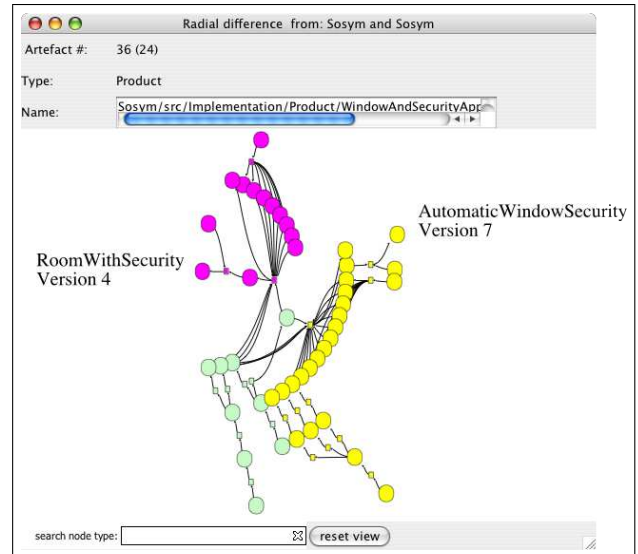 Radial difference from: Sosym and Sosym
Artefact #: 36 (24)
Type: Product
Name: Sosym/src/Implementation/Product/WindowAndSecurityApp
AutomaticWindowSecurity
Version 7
RoomWithSecurity
Version 4
search node type: reset view